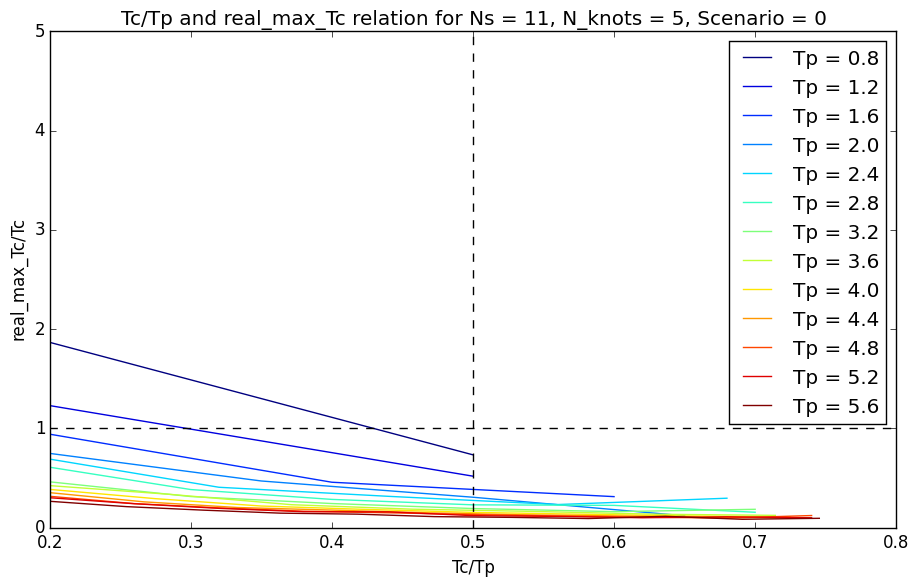 Tc/Tp and real_max_Tc relation for Ns = 11, N_knots = 5, Scenario = 0
5
4
3
2
1
0
real_max_Tc/Tc
0.2 0.3 0.4 0.5 0.6 0.7 0.8
Tc/Tp
Tp = 0.8
Tp = 1.2
Tp = 1.6
Tp = 2.0
Tp = 2.4
Tp = 2.8
Tp = 3.2
Tp = 3.6
Tp = 4.0
Tp = 4.4
Tp = 4.8
Tp = 5.2
Tp = 5.6